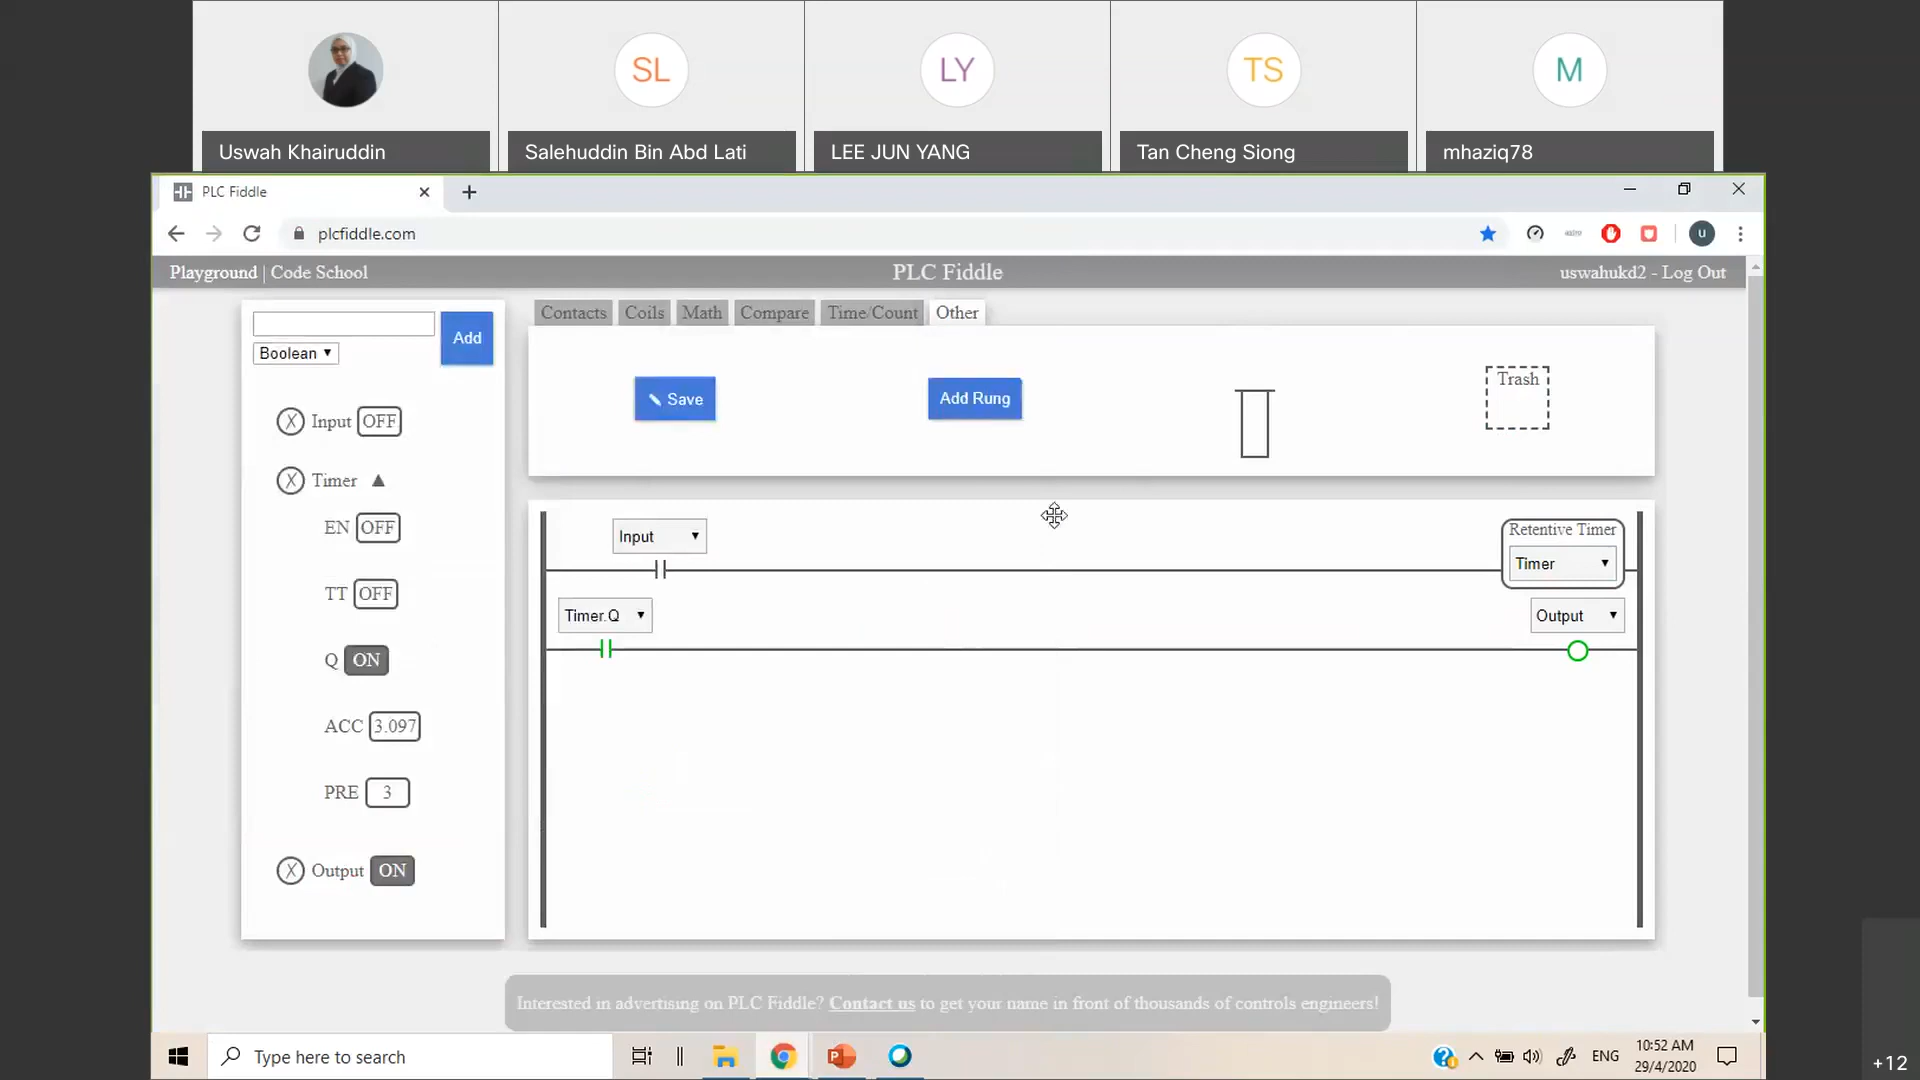 SL
LY
TS
M
Uswah Khairuddin
Salehuddin Bin Abd Lati
LEE JUN YANG
Tan Cheng Siong
mhaziq78
PLC Fiddle
plcfiddle.com
u
Playground | Code School
PLC Fiddle
uswahukd2 - Log Out
Contacts
Coils
Math
Compare
Time/Count
Other
Add
Boolean
Save
Add Rung
Trash
X Input OFF
X Timer
EN OFF
TT OFF
Q ON
ACC 3.097
PRE 3
X Output ON
Input
Retentive Timer
Timer
Timer.Q
Output
Interested in advertising on PLC Fiddle? Contact us to get your name in front of thousands of controls engineers!
Type here to search
ENG
10:52 AM
29/4/2020
+12